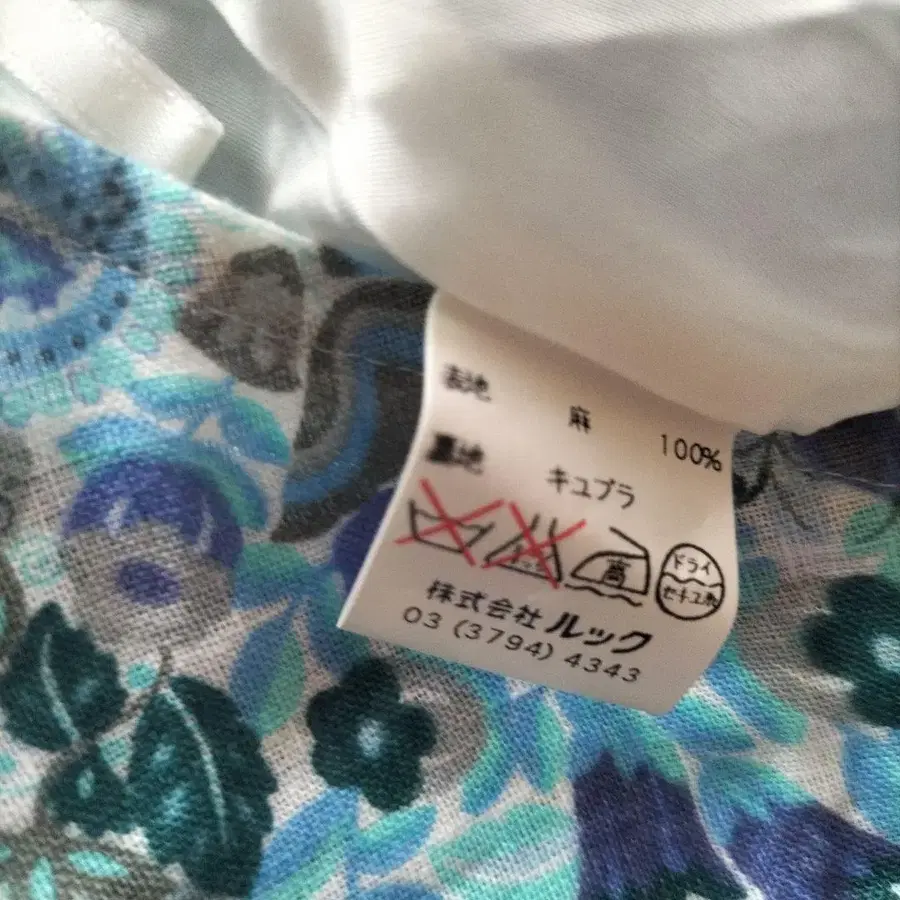 表地 麻 100%
裏地 キュプラ
高
ドライ
セキユ系
株式会社 ルック
03 (3794) 4343